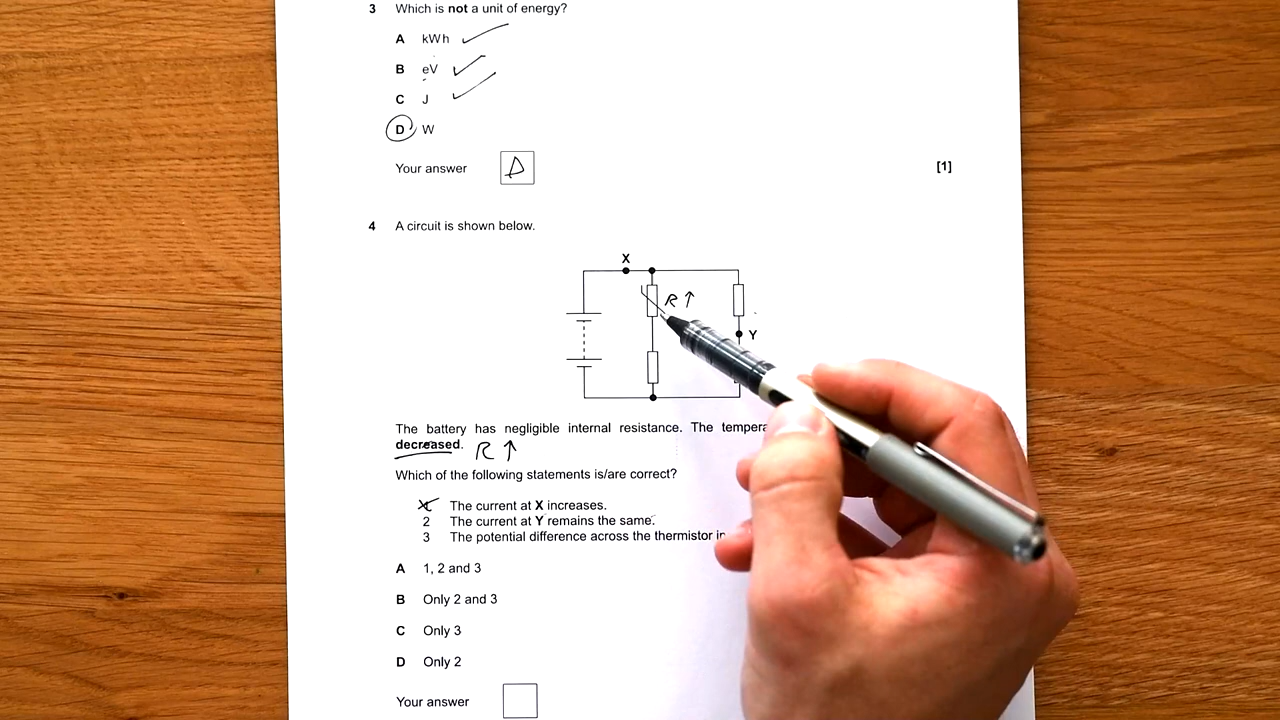 3 Which is not a unit of energy?
A kWh
B eV
C J
D W
Your answer D [1]
4 A circuit is shown below.
X
R ↑
Y
The battery has negligible internal resistance. The
decreased. R ↑
Which of the following statements is/are correct?
1 The current at X increases.
2 The current at Y remains the same.
3 The potential difference across the thermistor
A 1, 2 and 3
B Only 2 and 3
C Only 3
D Only 2
Your answer